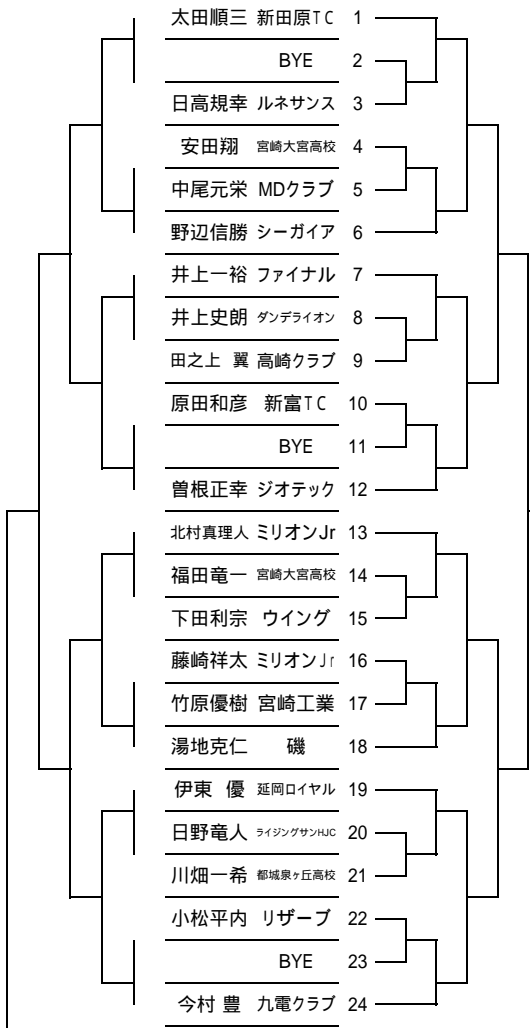 太田順三 新田原TC 1
BYE 2
日高規幸 ルネサンス 3
安田翔 宮崎大宮高校 4
中尾元栄 MDクラブ 5
野辺信勝 シーガイア 6
井上一裕 ファイナル 7
井上史朗 ダンデライオン 8
田之上 翼 高崎クラブ 9
原田和彦 新富TC 10
BYE 11
曽根正幸 ジオテック 12
北村真理人 ミリオンJr 13
福田竜一 宮崎大宮高校 14
下田利宗 ウイング 15
藤崎祥太 ミリオンJr 16
竹原優樹 宮崎工業 17
湯地克仁 磯 18
伊東 優 延岡ロイヤル 19
日野竜人 ライジングサンHJC 20
川畑一希 都城泉ヶ丘高校 21
小松平内 リザーブ 22
BYE 23
今村 豊 九電クラブ 24